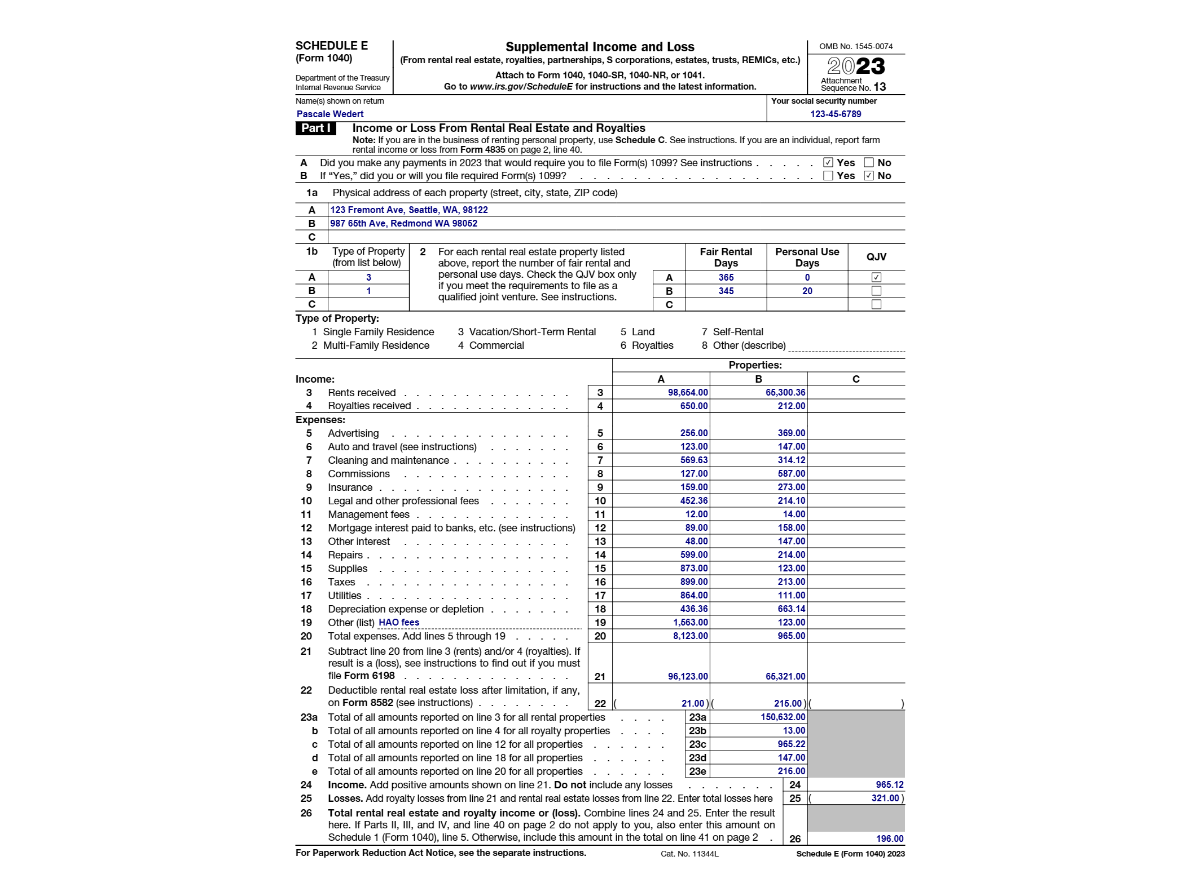 SCHEDULE E
(Form 1040)
Department of the Treasury
Internal Revenue Service
Supplemental Income and Loss
(From rental real estate, royalties, partnerships, S corporations, estates, trusts, REMICs, etc.)
Attach to Form 1040, 1040-SR, 1040-NR, or 1041.
Go to www.irs.gov/ScheduleE for instructions and the latest information.
OMB No. 1545-0074
2023
Attachment
Sequence No. 13
Name(s) shown on return
Pascale Wedert
Your social security number
123-45-6789
Part I Income or Loss From Rental Real Estate and Royalties
Note: If you are in the business of renting personal property, use Schedule C. See instructions. If you are an individual, report farm
rental income or loss from Form 4835 on page 2, line 40.
A Did you make any payments in 2023 that would require you to file Form(s) 1099? See instructions . . . . . ✓ Yes No
B If “Yes,” did you or will you file required Form(s) 1099? . . . . . . . . . . . . . . . . . . Yes ✓ No
1a Physical address of each property (street, city, state, ZIP code)
A 123 Fremont Ave, Seattle, WA, 98122
B 987 65th Ave, Redmond WA 98052
C
1b Type of Property
(from list below)
A 3
B 1
C
2 For each rental real estate property listed
above, report the number of fair rental and
personal use days. Check the QJV box only
if you meet the requirements to file as a
qualified joint venture. See instructions.
Fair Rental
Days
Personal Use
Days
QJV
A 365 0 ✓
B 345 20
C
Type of Property:
1 Single Family Residence 3 Vacation/Short-Term Rental 5 Land 7 Self-Rental
2 Multi-Family Residence 4 Commercial 6 Royalties 8 Other (describe)
Properties:
Income: A B C
3 Rents received . . . . . . . . . . . . . 3 98,654.00 65,300.36
4 Royalties received . . . . . . . . . . . . 4 650.00 212.00
Expenses:
5 Advertising . . . . . . . . . . . . . . 5 256.00 369.00
6 Auto and travel (see instructions) . . . . . . . 6 123.00 147.00
7 Cleaning and maintenance . . . . . . . . . 7 569.63 314.12
8 Commissions . . . . . . . . . . . . . 8 127.00 587.00
9 Insurance . . . . . . . . . . . . . . . 9 159.00 273.00
10 Legal and other professional fees . . . . . . . 10 452.36 214.10
11 Management fees . . . . . . . . . . . . 11 12.00 14.00
12 Mortgage interest paid to banks, etc. (see instructions) 12 89.00 158.00
13 Other interest . . . . . . . . . . . . . 13 48.00 147.00
14 Repairs . . . . . . . . . . . . . . . . 14 599.00 214.00
15 Supplies . . . . . . . . . . . . . . . 15 873.00 123.00
16 Taxes . . . . . . . . . . . . . . . . 16 899.00 213.00
17 Utilities . . . . . . . . . . . . . . . 17 864.00 111.00
18 Depreciation expense or depletion . . . . . . . 18 436.36 663.14
19 Other (list) HAO fees 19 1,563.00 123.00
20 Total expenses. Add lines 5 through 19 . . . . . 20 8,123.00 965.00
21 Subtract line 20 from line 3 (rents) and/or 4 (royalties). If
result is a (loss), see instructions to find out if you must
file Form 6198 . . . . . . . . . . . . . 21 96,123.00 65,321.00
22 Deductible rental real estate loss after limitation, if any,
on Form 8582 (see instructions) . . . . . . . . 22 ( 21.00 ) ( 215.00 ) ( )
23a Total of all amounts reported on line 3 for all rental properties . . . . 23a 150,632.00
b Total of all amounts reported on line 4 for all royalty properties . . . . 23b 13.00
c Total of all amounts reported on line 12 for all properties . . . . . . 23c 965.22
d Total of all amounts reported on line 18 for all properties . . . . . . 23d 147.00
e Total of all amounts reported on line 20 for all properties . . . . . . 23e 216.00
24 Income. Add positive amounts shown on line 21. Do not include any losses . . . . . . . 24 965.12
25 Losses. Add royalty losses from line 21 and rental real estate losses from line 22. Enter total losses here 25 ( 321.00 )
26 Total rental real estate and royalty income or (loss). Combine lines 24 and 25. Enter the result
here. If Parts II, III, and IV, and line 40 on page 2 do not apply to you, also enter this amount on
Schedule 1 (Form 1040), line 5. Otherwise, include this amount in the total on line 41 on page 2 . 26 196.00
For Paperwork Reduction Act Notice, see the separate instructions. Cat. No. 11344L Schedule E (Form 1040) 2023